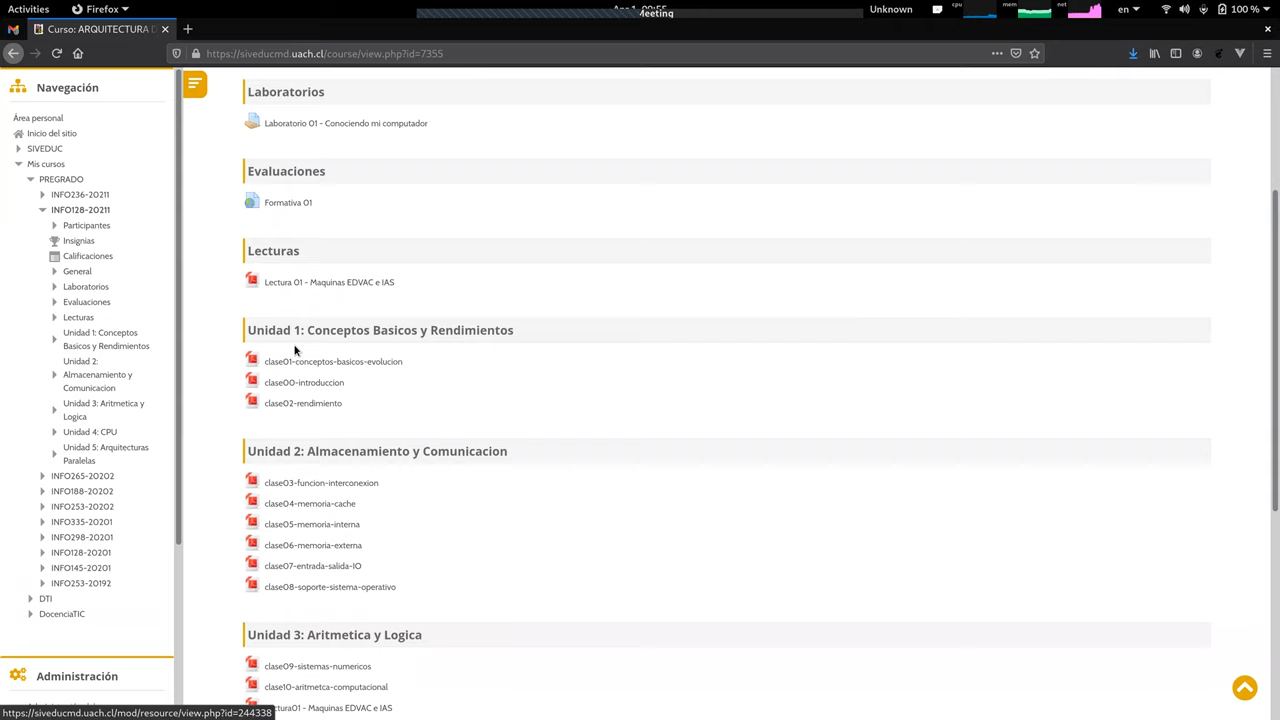 Activities
Firefox
Meeting
Unknown
en
100 %
Curso: ARQUITECTURA D
https://siveducmd.uach.cl/course/view.php?id=7355
Navegación
Área personal
Inicio del sitio
SIVEDUC
Mis cursos
PREGRADO
INFO236-20211
INFO128-20211
Participantes
Insignias
Calificaciones
General
Laboratorios
Evaluaciones
Lecturas
Unidad 1: Conceptos
Basicos y Rendimientos
Unidad 2:
Almacenamiento y
Comunicacion
Unidad 3: Aritmetica y
Logica
Unidad 4: CPU
Unidad 5: Arquitecturas
Paralelas
INFO265-20202
INFO188-20202
INFO253-20202
INFO335-20201
INFO298-20201
INFO128-20201
INFO145-20201
INFO253-20192
DTI
DocenciaTIC
Administración
https://siveducmd.uach.cl/mod/resource/view.php?id=244338
Laboratorios
Laboratorio 01 - Conociendo mi computador
Evaluaciones
Formativa 01
Lecturas
Lectura 01 - Maquinas EDVAC e IAS
Unidad 1: Conceptos Basicos y Rendimientos
clase01-conceptos-basicos-evolucion
clase00-introduccion
clase02-rendimiento
Unidad 2: Almacenamiento y Comunicacion
clase03-funcion-interconexion
clase04-memoria-cache
clase05-memoria-interna
clase06-memoria-externa
clase07-entrada-salida-IO
clase08-soporte-sistema-operativo
Unidad 3: Aritmetica y Logica
clase09-sistemas-numericos
clase10-aritmetca-computacional
ctura01 - Maquinas EDVAC e IAS